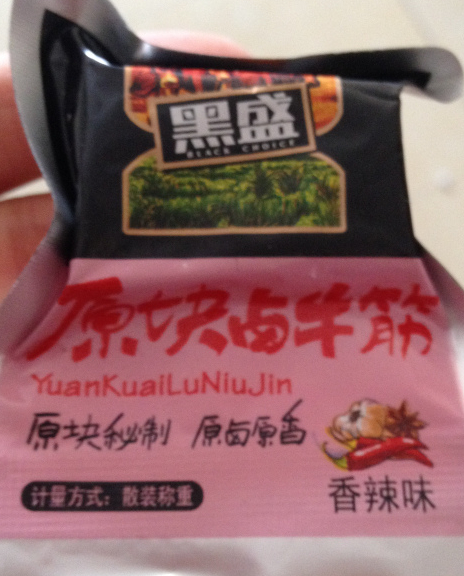 黑盛
BLACK CHOICE
原块卤牛筋
YuanKuaiLuNiuJin
原块秘制 原卤原香
计量方式：散装称重
香辣味